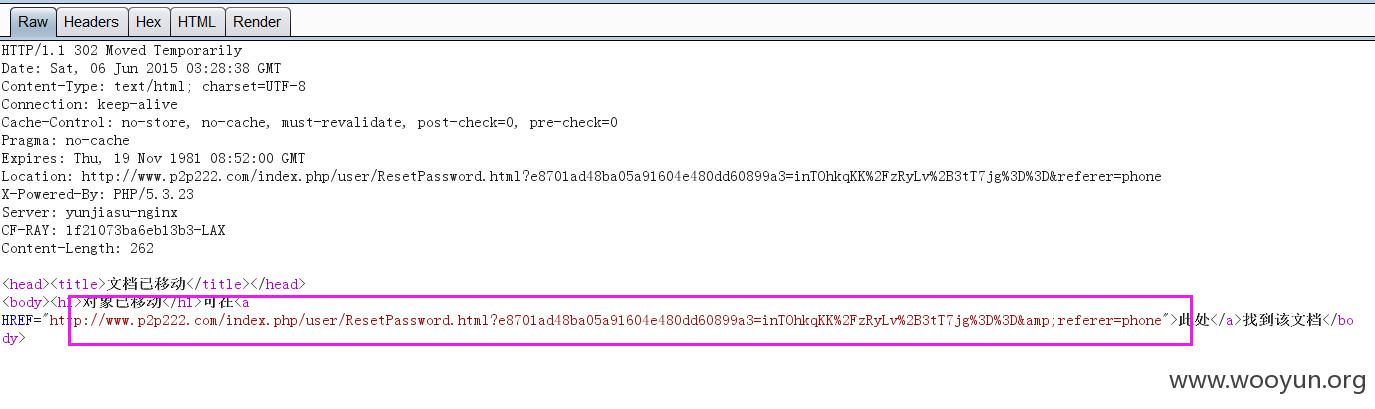 Raw Headers Hex HTML Render
HTTP/1.1 302 Moved Temporarily
Date: Sat, 06 Jun 2015 03:28:38 GMT
Content-Type: text/html; charset=UTF-8
Connection: keep-alive
Cache-Control: no-store, no-cache, must-revalidate, post-check=0, pre-check=0
Pragma: no-cache
Expires: Thu, 19 Nov 1981 08:52:00 GMT
Location: http://www.p2p222.com/index.php/user/ResetPassword.html?e8701ad48ba05a91604e480dd60899a3=inTOhkqKK%2FzRyLv%2B3tT7jg%3D%3D&referer=phone
X-Powered-By: PHP/5.3.23
Server: yunjiasu-nginx
CF-RAY: 1f21073ba6eb13b3-LAX
Content-Length: 262
<head><title>文档已移动</title></head>
<body><h1>对象已移动</h1>可在<a
HREF="http://www.p2p222.com/index.php/user/ResetPassword.html?e8701ad48ba05a91604e480dd60899a3=inTOhkqKK%2FzRyLv%2B3tT7jg%3D%3D&amp;referer=phone">此处</a>找到该文档</bo
dy>
www.wooyun.org